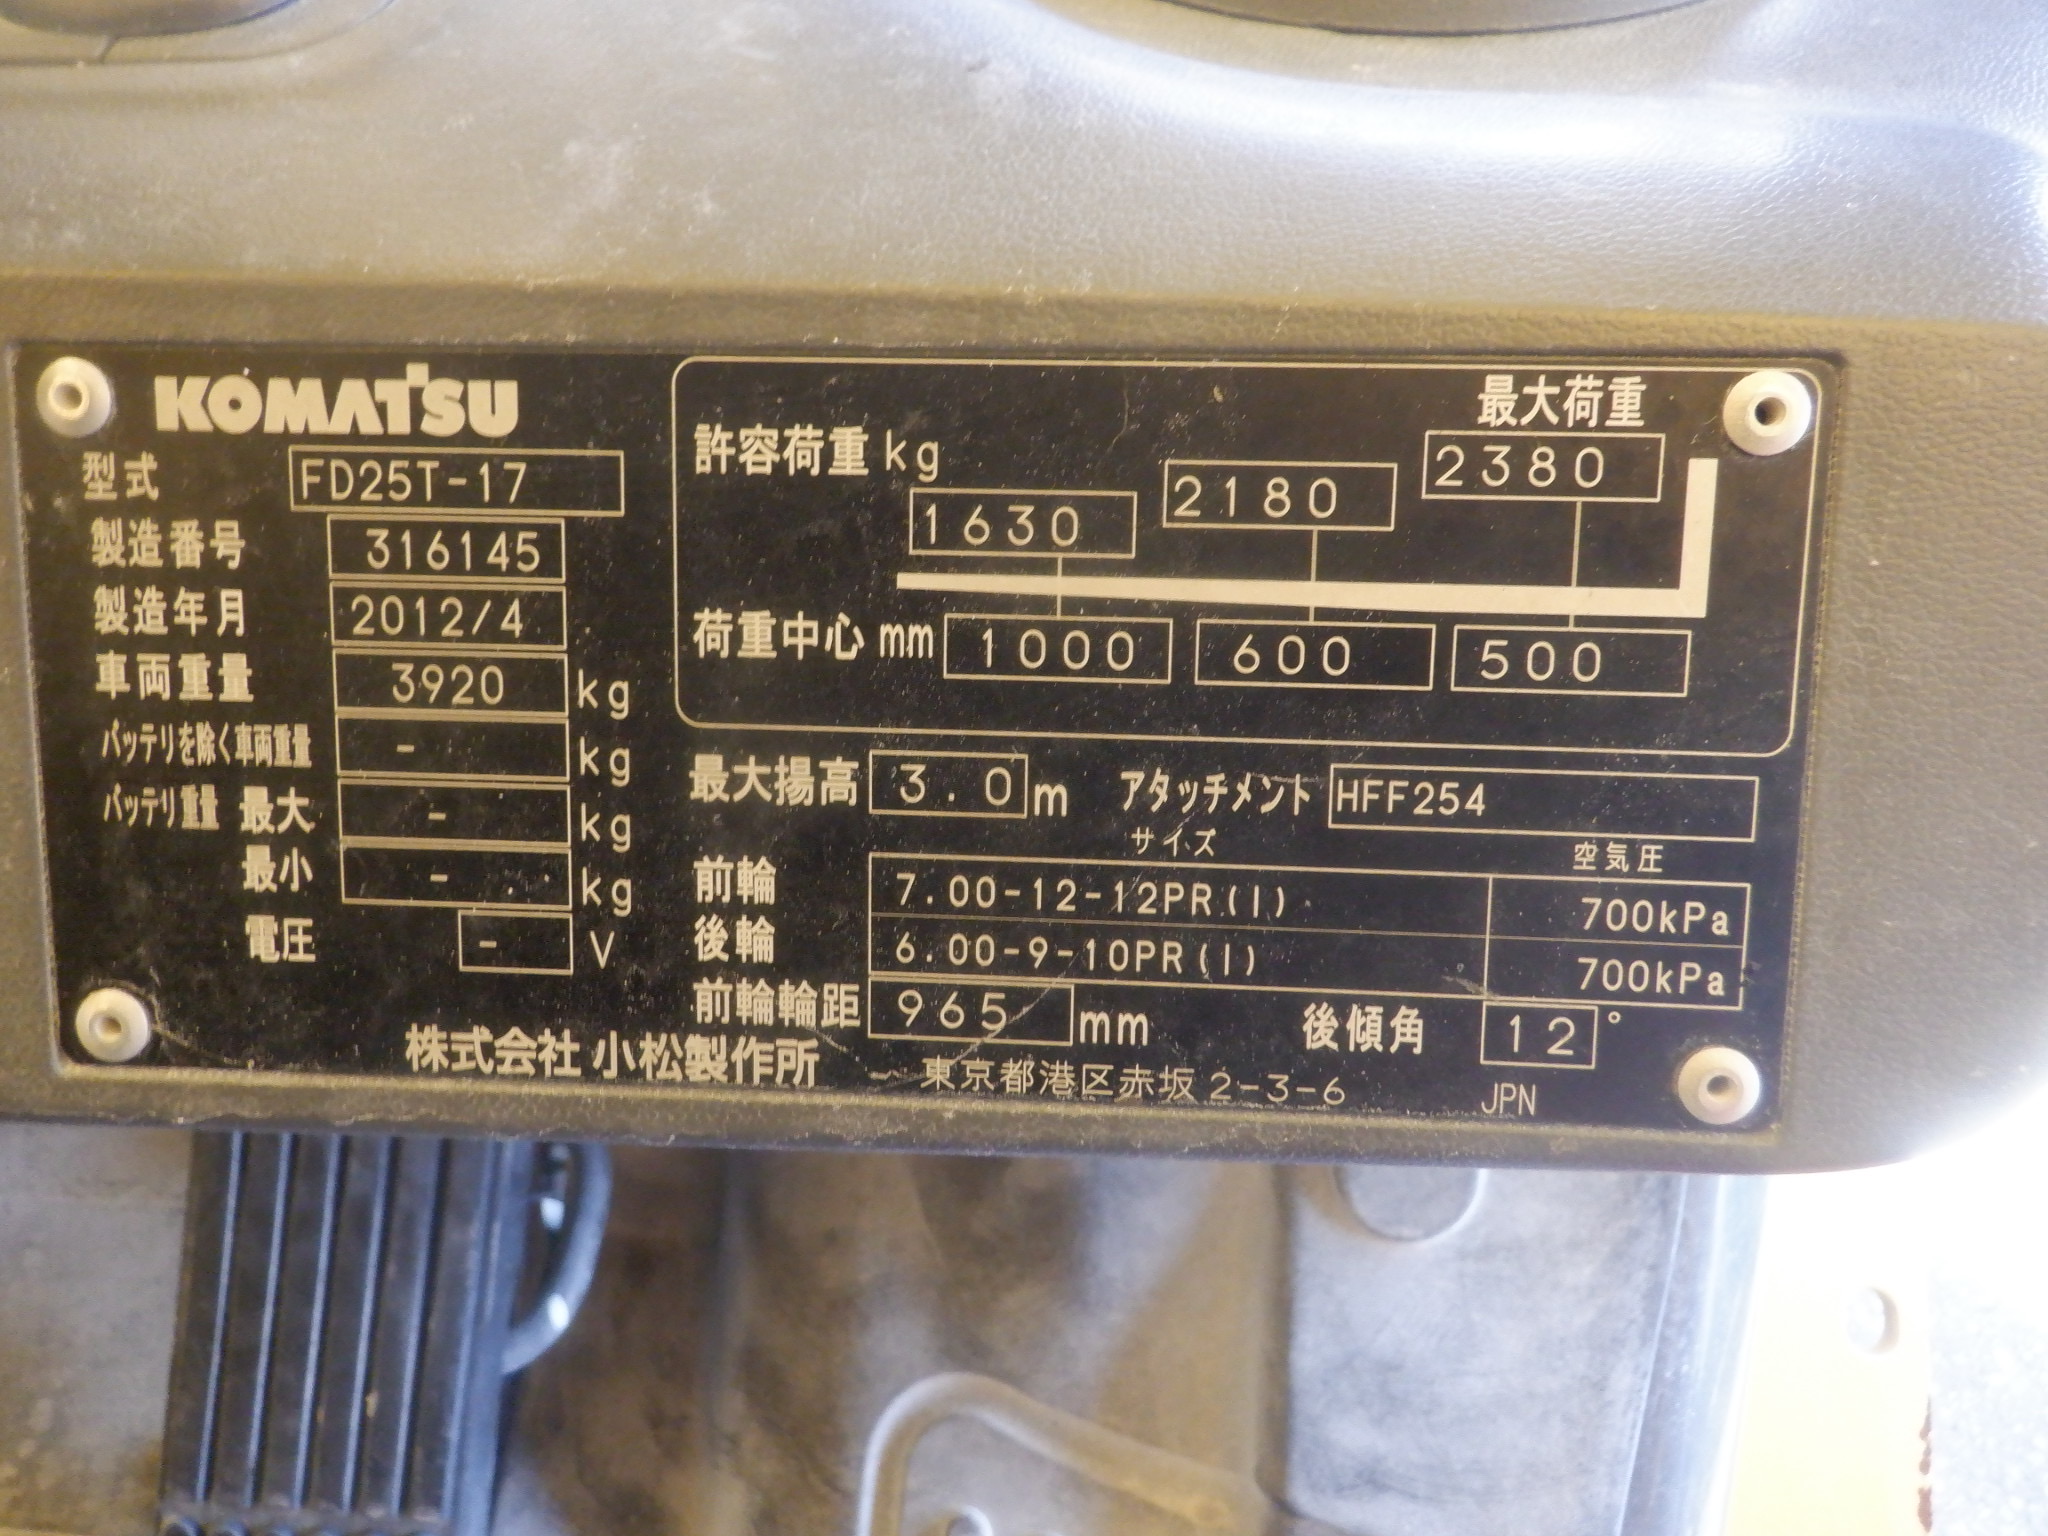 KOMATSU
型式 FD25T-17
製造番号 316145
製造年月 2012/4
車両重量 3920 kg
バッテリを除く車両重量 - kg
バッテリ重量 最大 - kg
最小 - kg
電圧 - V
最大荷重
許容荷重 kg 1630 2180 2380
荷重中心 mm 1000 600 500
最大揚高 3.0 m アタッチメント HFF254
サイズ 空気圧
前輪 7.00-12-12PR(I) 700kPa
後輪 6.00-9-10PR(I) 700kPa
前輪輪距 965 mm 後傾角 12°
株式会社 小松製作所 東京都港区赤坂2-3-6 JPN